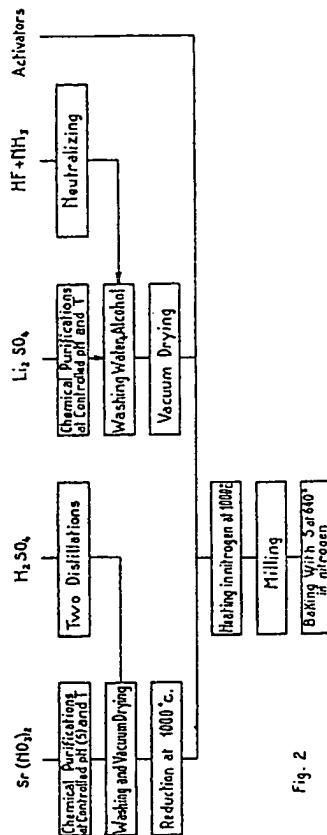 Sr(NO₃)₂
H₂SO₄
Li₂SO₄
HF+NH₃
Activators
Chemical Purifications
at Controlled pH (5) and T
Two Distillations
Chemical Purifications
at Controlled pH and T
Neutralizing
Washing and Vacuum Drying
Washing Water, Alcohol
Reduction at 1000°c.
Vacuum Drying
Heating in nitrogen at
Milling
Baking With S at 640°
in nitrogen
Fig. 2